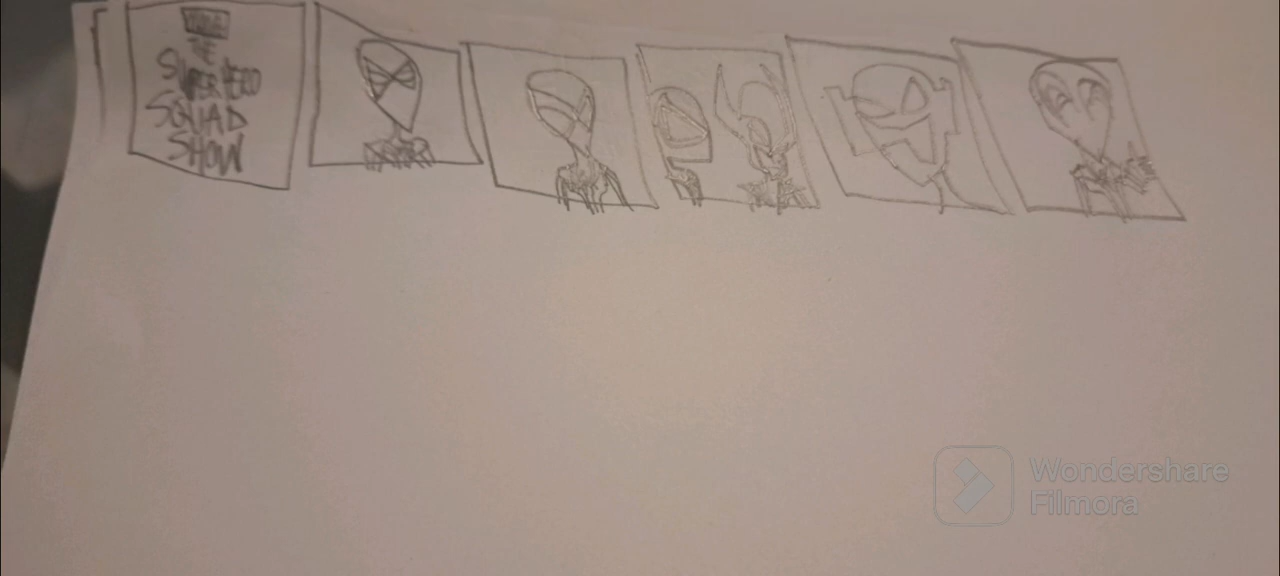 THE
SUPER HERO
SQUAD
SHOW
Wondershare
Filmora